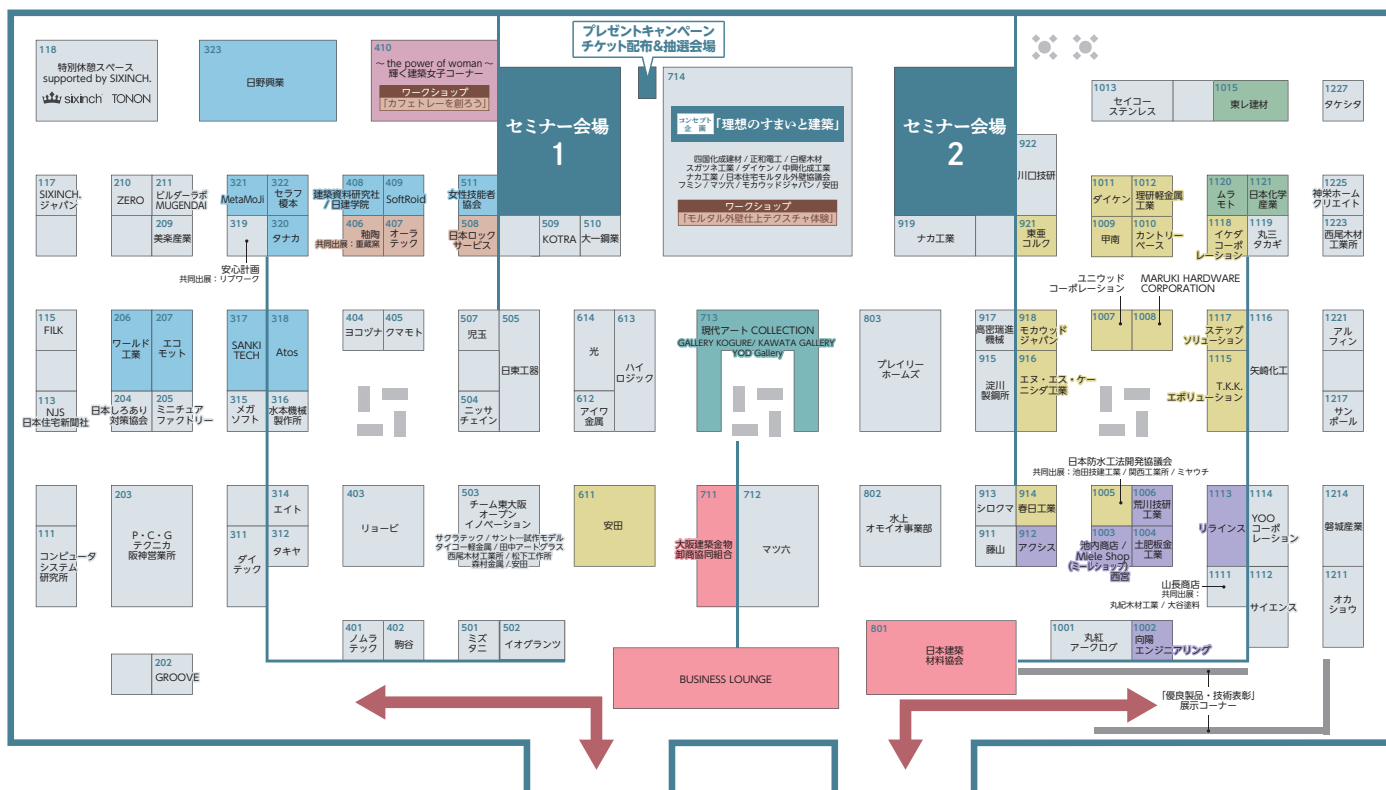 プレゼントキャンペーン
チケット配布&抽選会場
118
特別休憩スペース
supported by SIXINCH.
sixinch TONON
323
日野興業
410
～the power of woman～
輝く建築女子コーナー
ワークショップ
「カフェトレーを創ろう」
セミナー会場
1
714
コンセプト
企画
「理想のすまいと建築」
四国化成建材 / 正和電工 / 白樫木材
スガツネ工業 / ダイケン / 中興化成工業
ナカ工業 / 日本住宅モルタル外壁協議会
フミン / マツ六 / モカウッドジャパン / 安田
ワークショップ
「モルタル外壁仕上テクスチャ体験」
セミナー会場
2
922
川口技研
1013
セイコー
ステンレス
1015
東レ建材
1227
タケシタ
117
SIXINCH.
ジャパン
210
ZERO
211
ビルダーラボ
MUGENDAI
209
美楽産業
321
MetaMoJi
322
セラフ
榎本
319
安心計画
共同出展：リブワーク
320
タナカ
408
建築資料研究社
/ 日建学院
409
SoftRoid
406
釉陶
共同出展：重蔵窯
407
オーラ
テック
511
女性技能者
協会
508
日本ロック
サービス
509
KOTRA
510
大一鋼業
919
ナカ工業
921
東亜
コルク
1011
ダイケン
1012
理研軽金属
工業
1009
甲南
1010
カントリー
ベース
1120
ムラ
モト
1121
日本化学
産業
1118
イケダ
コーポ
レーション
1119
丸三
タカギ
1225
神栄ホーム
クリエイト
1223
西尾木材
工業所
ユニウッド
コーポレーション
MARUKI HARDWARE
CORPORATION
115
FILK
113
NJS
日本住宅新聞社
206
ワールド
工業
207
エコ
モット
204
日本しろあり
対策協会
205
ミニチュア
ファクトリー
317
SANKI
TECH
318
Atos
315
メガ
ソフト
316
水本機械
製作所
404
ヨコヅナ
405
クマモト
507
児玉
505
日東工器
504
ニッサ
チェイン
614
光
613
ハイ
ロジック
612
アイワ
金属
713
現代アート COLLECTION
GALLERY KOGURE/ KAWATA GALLERY
YOD Gallery
803
プレイリー
ホームズ
917
高密瑞進
機械
918
モカウッド
ジャパン
915
淀川
製鋼所
916
エヌ・エス・ケー
ニシダ工業
1007
1008
1117
ステップ
ソリューション
1115
T.K.K.
エボリューション
1116
矢崎化工
1221
アル
フィン
1217
サン
ポール
111
コンピュータ
システム
研究所
203
P・C・G
テクニカ
阪神営業所
314
エイト
311
ダイ
テック
312
タキヤ
403
リョービ
503
チーム東大阪
オープン
イノベーション
サクラテック / サントー試作モデル
タイコー軽金属 / 田中アートグラス
西尾木材工業所 / 松下工作所
森村金属 / 安田
611
安田
711
大阪建築金物
卸商協同組合
712
マツ六
802
水上
オモイオ事業部
913
シロクマ
914
春日工業
911
藤山
912
アクシス
日本防水工法開発協議会
共同出展：池田技建工業 / 関西工業所 / ミヤウチ
1005
1006
荒川技研
工業
1003
池内商店 /
Miele Shop
(ミーレショップ)
西宮
1004
土肥板金
工業
1113
リラインス
1114
YOO
コーポ
レーション
山長商店
共同出展：
丸紀木材工業 / 大谷塗料
1111
1112
サイエンス
1214
磐城産業
1211
オカ
ショウ
202
GROOVE
401
ノムラ
テック
402
駒谷
501
ミズ
タニ
502
イオグランツ
BUSINESS LOUNGE
801
日本建築
材料協会
1001
丸紅
アークログ
1002
向陽
エンジニアリング
「優良製品・技術表彰」
展示コーナー